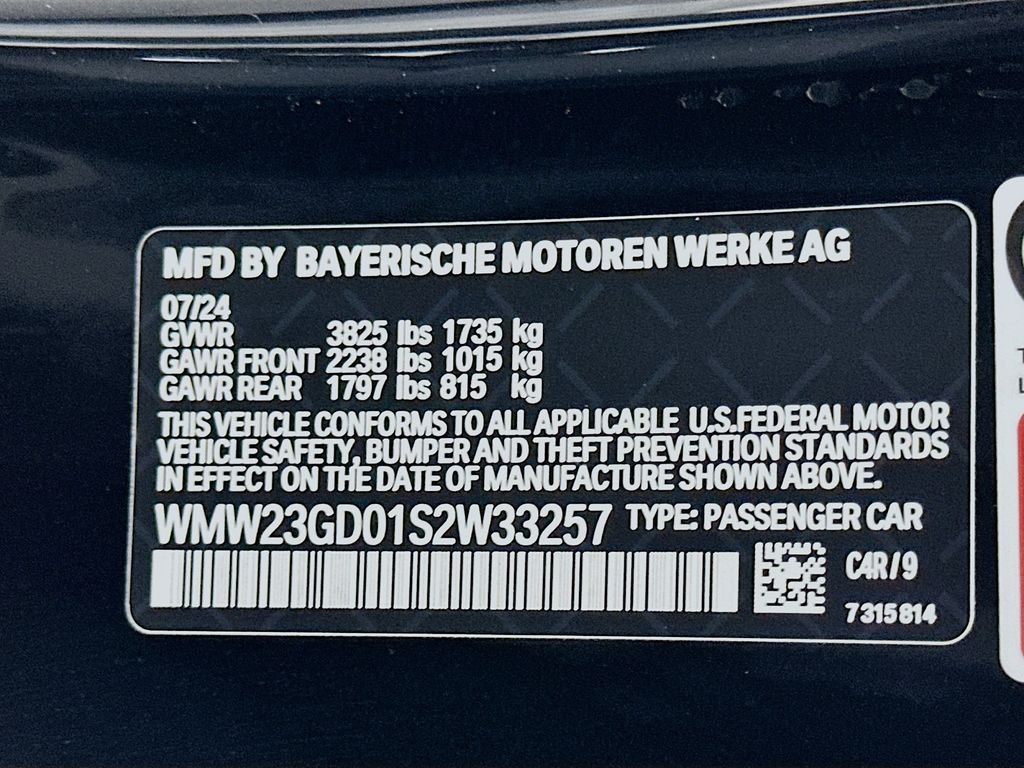 MFD BY BAYERISCHE MOTOREN WERKE AG
07/24
GVWR 3825 lbs 1735 kg
GAWR FRONT 2238 lbs 1015 kg
GAWR REAR 1797 lbs 815 kg
THIS VEHICLE CONFORMS TO ALL APPLICABLE U.S.FEDERAL MOTOR
VEHICLE SAFETY, BUMPER AND THEFT PREVENTION STANDARDS
IN EFFECT ON THE DATE OF MANUFACTURE SHOWN ABOVE.
WMW23GD01S2W33257 TYPE: PASSENGER CAR
C4R/9
7315814